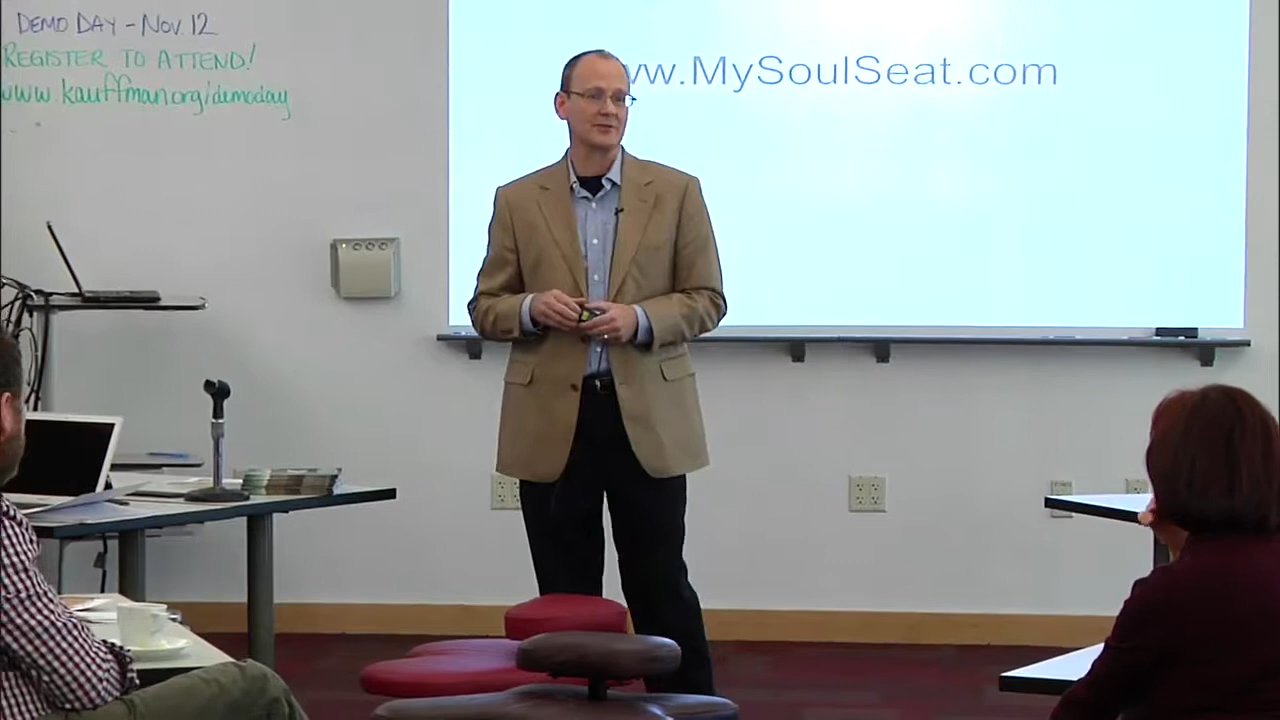 DEMO DAY - Nov. 12
REGISTER TO ATTEND!
www.kauffman.org/demoday
ww.MySoulSeat.com